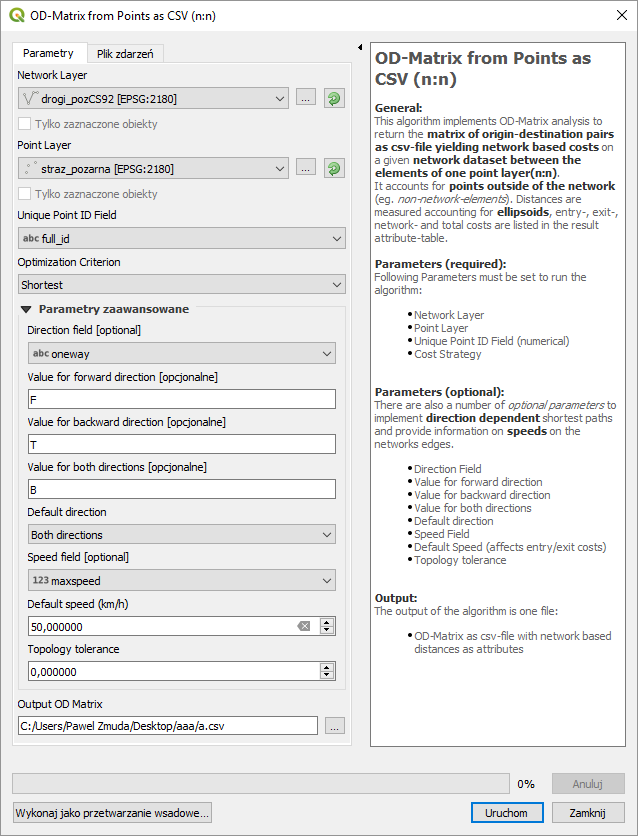 OD-Matrix from Points as CSV (n:n)
Parametry
Plik zdarzeń
Network Layer
drogi_pozCS92 [EPSG:2180]
...
Tylko zaznaczone obiekty
Point Layer
straz_pozarna [EPSG:2180]
...
Tylko zaznaczone obiekty
Unique Point ID Field
abc full_id
Optimization Criterion
Shortest
Parametry zaawansowane
Direction field [optional]
abc oneway
Value for forward direction [opcjonalne]
F
Value for backward direction [opcjonalne]
T
Value for both directions [opcjonalne]
B
Default direction
Both directions
Speed field [optional]
123 maxspeed
Default speed (km/h)
50,000000
Topology tolerance
0,000000
Output OD Matrix
C:/Users/Pawel Zmuda/Desktop/aaa/a.csv
...
OD-Matrix from Points as
CSV (n:n)
General:
This algorithm implements OD-Matrix analysis to
return the matrix of origin-destination pairs
as csv-file yielding network based costs on
a given network dataset between the
elements of one point layer(n:n).
It accounts for points outside of the network
(eg. non-network-elements). Distances are
measured accounting for ellipsoids, entry-, exit-,
network- and total costs are listed in the result
attribute-table.
Parameters (required):
Following Parameters must be set to run the
algorithm:
• Network Layer
• Point Layer
• Unique Point ID Field (numerical)
• Cost Strategy
Parameters (optional):
There are also a number of optional parameters to
implement direction dependent shortest paths
and provide information on speeds on the
networks edges.
• Direction Field
• Value for forward direction
• Value for backward direction
• Value for both directions
• Default direction
• Speed Field
• Default Speed (affects entry/exit costs)
• Topology tolerance
Output:
The output of the algorithm is one file:
• OD-Matrix as csv-file with network based
distances as attributes
0%
Anuluj
Wykonaj jako przetwarzanie wsadowe...
Uruchom
Zamknij